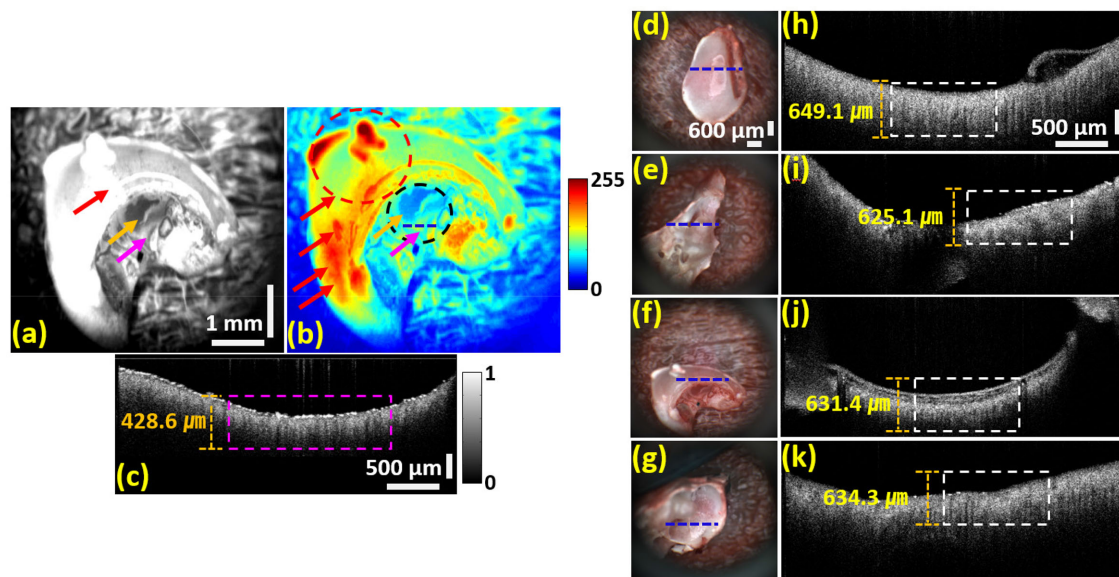 (d)
600 μm
(h)
649.1 μm
500 μm
(a)
1 mm
(b)
255
0
(e)
(i)
625.1 μm
(f)
(j)
631.4 μm
(c)
428.6 μm
500 μm
1
0
(g)
(k)
634.3 μm